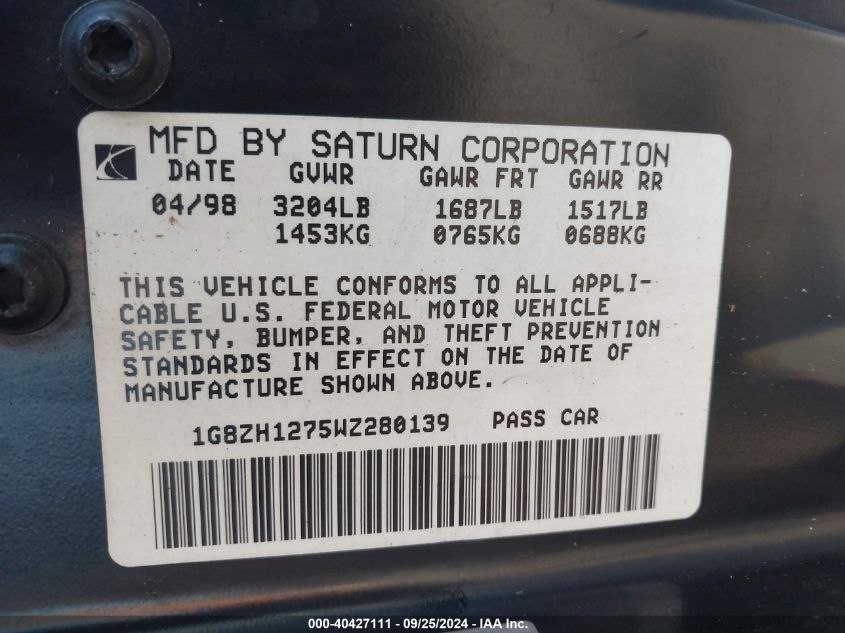 MFD BY SATURN CORPORATION
DATE GVWR GAWR FRT GAWR RR
04/98 3204LB 1687LB 1517LB
1453KG 0765KG 0688KG
THIS VEHICLE CONFORMS TO ALL APPLI-
CABLE U.S. FEDERAL MOTOR VEHICLE
SAFETY, BUMPER, AND THEFT PREVENTION
STANDARDS IN EFFECT ON THE DATE OF
MANUFACTURE SHOWN ABOVE.
1G8ZH1275WZ280139 PASS CAR
000-40427111 - 09/25/2024 - IAA Inc.